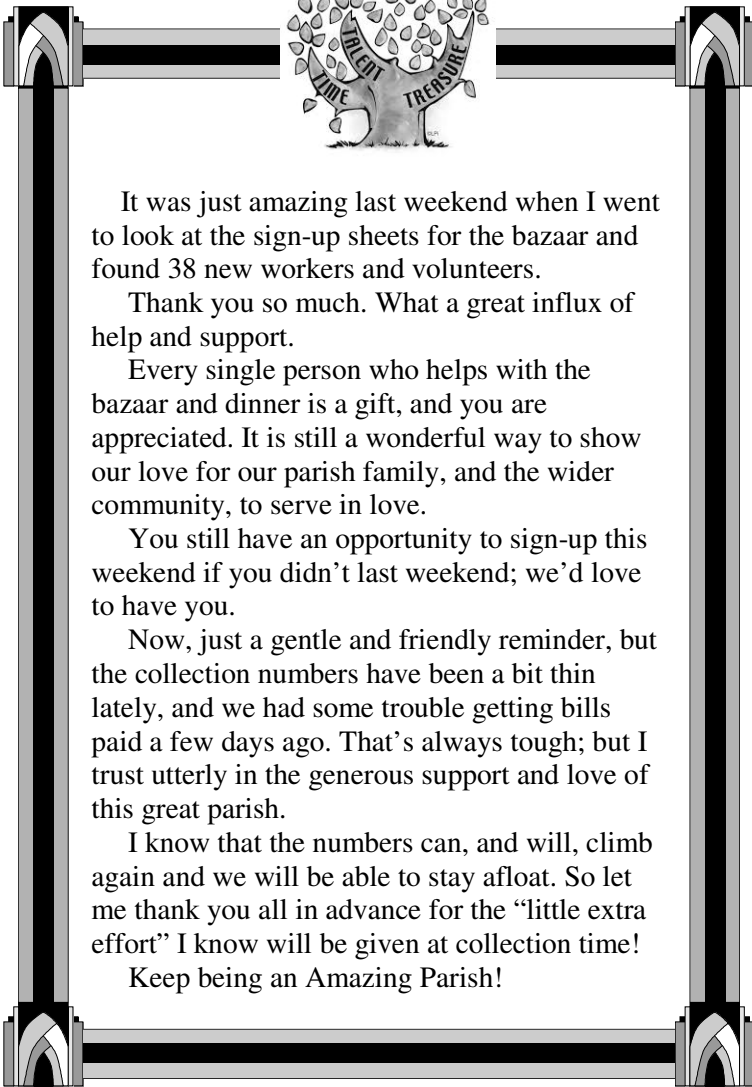 TIME
TALENT
TREASURE
It was just amazing last weekend when I went
to look at the sign-up sheets for the bazaar and
found 38 new workers and volunteers.
Thank you so much. What a great influx of
help and support.
Every single person who helps with the
bazaar and dinner is a gift, and you are
appreciated. It is still a wonderful way to show
our love for our parish family, and the wider
community, to serve in love.
You still have an opportunity to sign-up this
weekend if you didn’t last weekend; we’d love
to have you.
Now, just a gentle and friendly reminder, but
the collection numbers have been a bit thin
lately, and we had some trouble getting bills
paid a few days ago. That’s always tough; but I
trust utterly in the generous support and love of
this great parish.
I know that the numbers can, and will, climb
again and we will be able to stay afloat. So let
me thank you all in advance for the “little extra
effort” I know will be given at collection time!
Keep being an Amazing Parish!